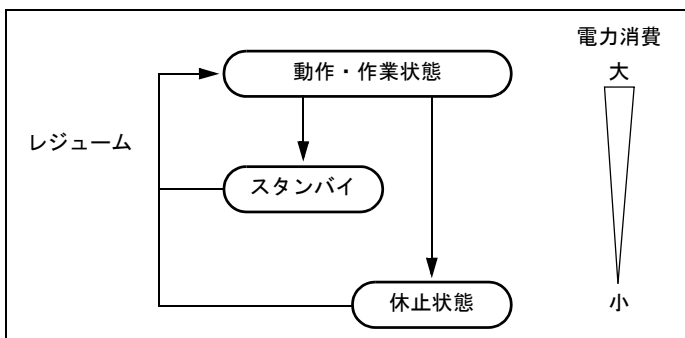 電力消費
動作・作業状態
大
レジューム
スタンバイ
休止状態
小